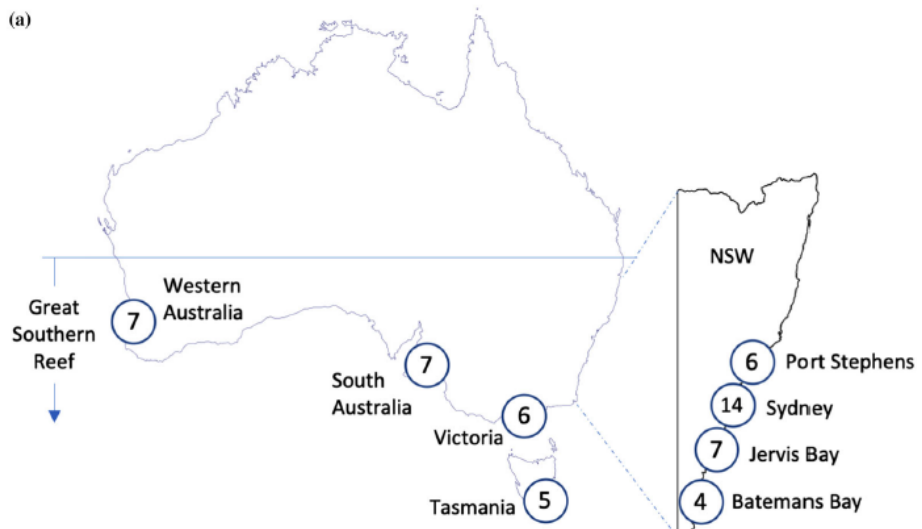 (a)
NSW
Western
Australia
7
Great
Southern
Reef
6
Port Stephens
7
South
Australia
14
Sydney
6
Victoria
7
Jervis Bay
5
Tasmania
4
Batemans Bay